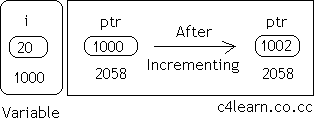 i
20
1000
Variable
ptr
1000
2058
After
Incrementing
ptr
1002
2058
c4learn.co.cc